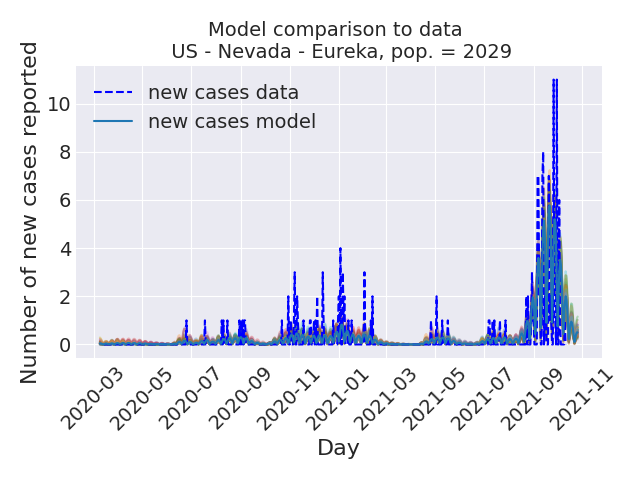 Model comparison to data
US - Nevada - Eureka, pop. = 2029
new cases data
new cases model
Number of new cases reported
10
8
6
4
2
0
2020-03
2020-05
2020-07
2020-09
2020-11
2021-01
2021-03
2021-05
2021-07
2021-09
2021-11
Day